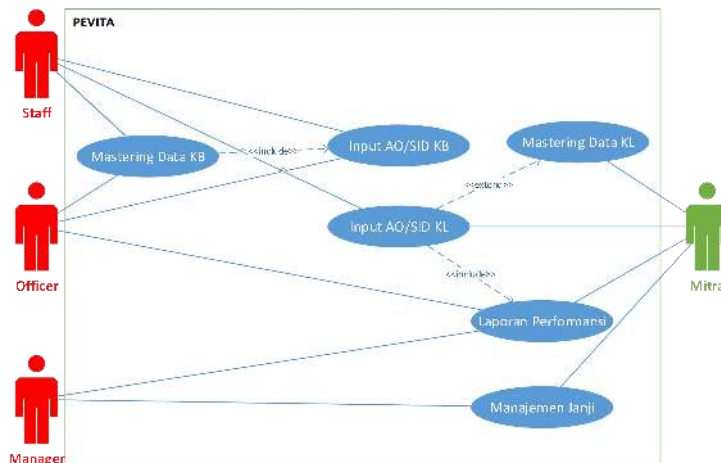 PEVITA
Staff
Mastering Data KB
<<include>>
Input AO/SID KB
Mastering Data KL
<<extend>>
Officer
Input AO/SID KL
Mitra
<<include>>
Laporan Performansi
Manager
Manajemen Janji